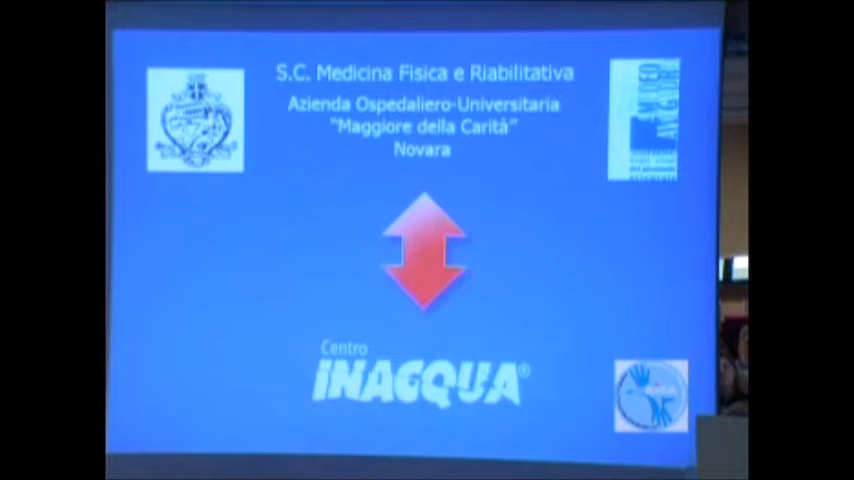 S.C. Medicina Fisica e Riabilitativa
Azienda Ospedaliero-Universitaria
"Maggiore della Carità"
Novara
Centro
INACQUA®